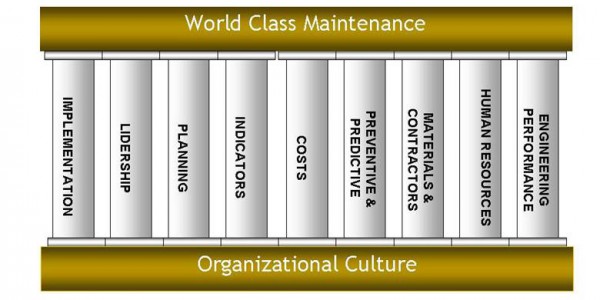 World Class Maintenance
IMPLEMENTATION
LIDERSHIP
PLANNING
INDICATORS
COSTS
PREVENTIVE &
PREDICTIVE
MATERIALS &
CONTRACTORS
HUMAN RESOURCES
ENGINEERING
PERFORMANCE
Organizational Culture